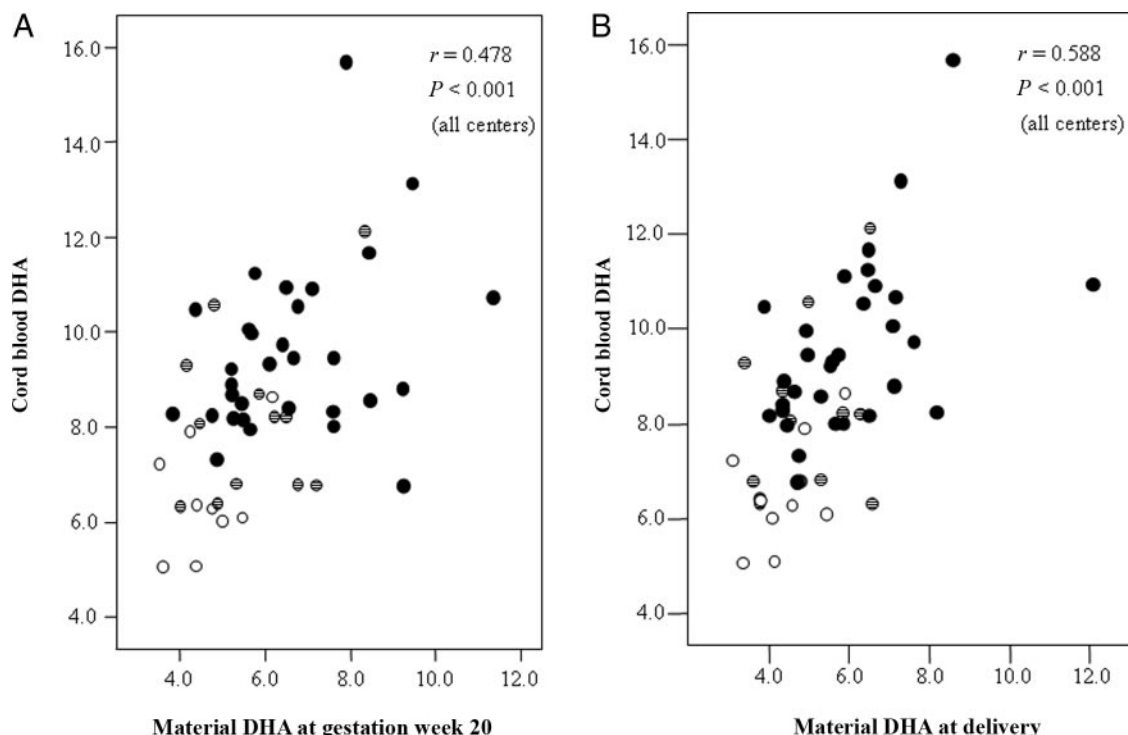 A
r = 0.478
P < 0.001
(all centers)
16.0
14.0
12.0
10.0
8.0
6.0
4.0
Cord blood DHA
4.0 6.0 8.0 10.0 12.0
Material DHA at gestation week 20
B
r = 0.588
P < 0.001
(all centers)
16.0
14.0
12.0
10.0
8.0
6.0
4.0
Cord blood DHA
4.0 6.0 8.0 10.0 12.0
Material DHA at delivery